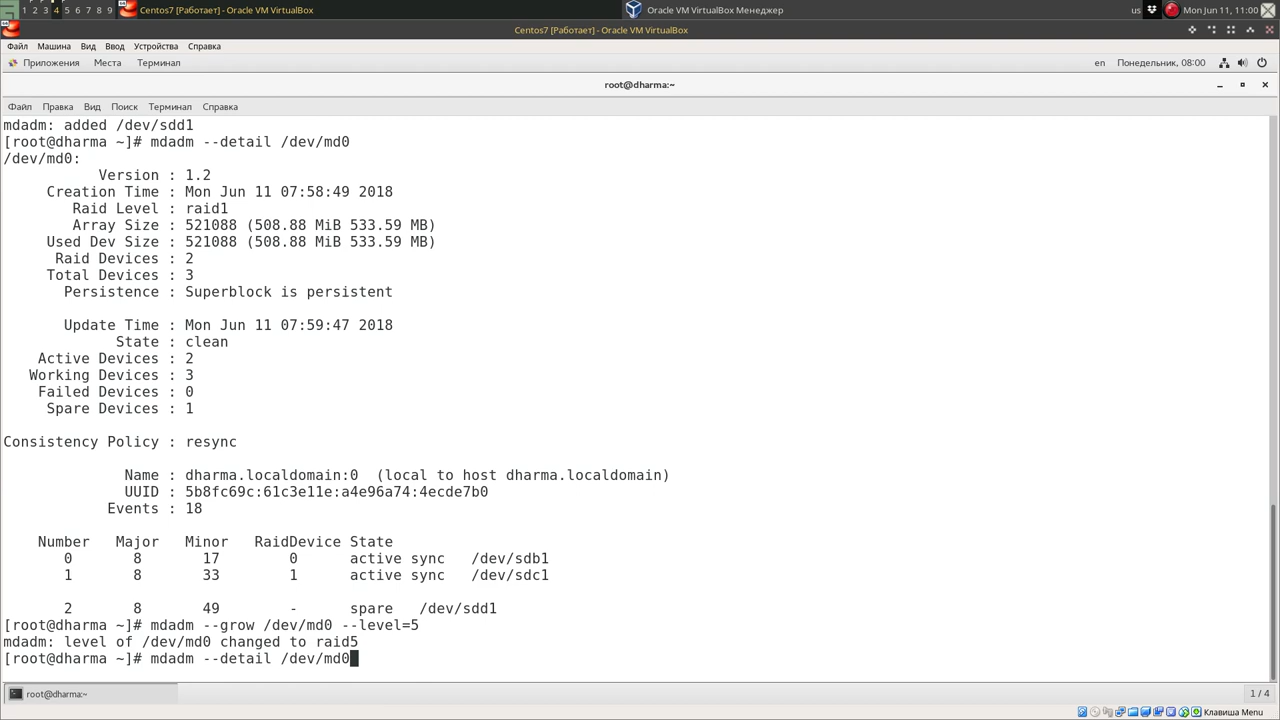 1 2 3 4 5 6 7 8 9 Centos7 [Работает] - Oracle VM VirtualBox Oracle VM VirtualBox Менеджер us Mon Jun 11, 11:00
Centos7 [Работает] - Oracle VM VirtualBox
Файл Машина Вид Ввод Устройства Справка
Приложения Места Терминал en Понедельник, 08:00
root@dharma:~
Файл Правка Вид Поиск Терминал Справка
mdadm: added /dev/sdd1
[root@dharma ~]# mdadm --detail /dev/md0
/dev/md0:
Version : 1.2
Creation Time : Mon Jun 11 07:58:49 2018
Raid Level : raid1
Array Size : 521088 (508.88 MiB 533.59 MB)
Used Dev Size : 521088 (508.88 MiB 533.59 MB)
Raid Devices : 2
Total Devices : 3
Persistence : Superblock is persistent
Update Time : Mon Jun 11 07:59:47 2018
State : clean
Active Devices : 2
Working Devices : 3
Failed Devices : 0
Spare Devices : 1
Consistency Policy : resync
Name : dharma.localdomain:0 (local to host dharma.localdomain)
UUID : 5b8fc69c:61c3e11e:a4e96a74:4ecde7b0
Events : 18
Number Major Minor RaidDevice State
0 8 17 0 active sync /dev/sdb1
1 8 33 1 active sync /dev/sdc1
2 8 49 - spare /dev/sdd1
[root@dharma ~]# mdadm --grow /dev/md0 --level=5
mdadm: level of /dev/md0 changed to raid5
[root@dharma ~]# mdadm --detail /dev/md0
root@dharma:~ 1 / 4
Клавиша Menu